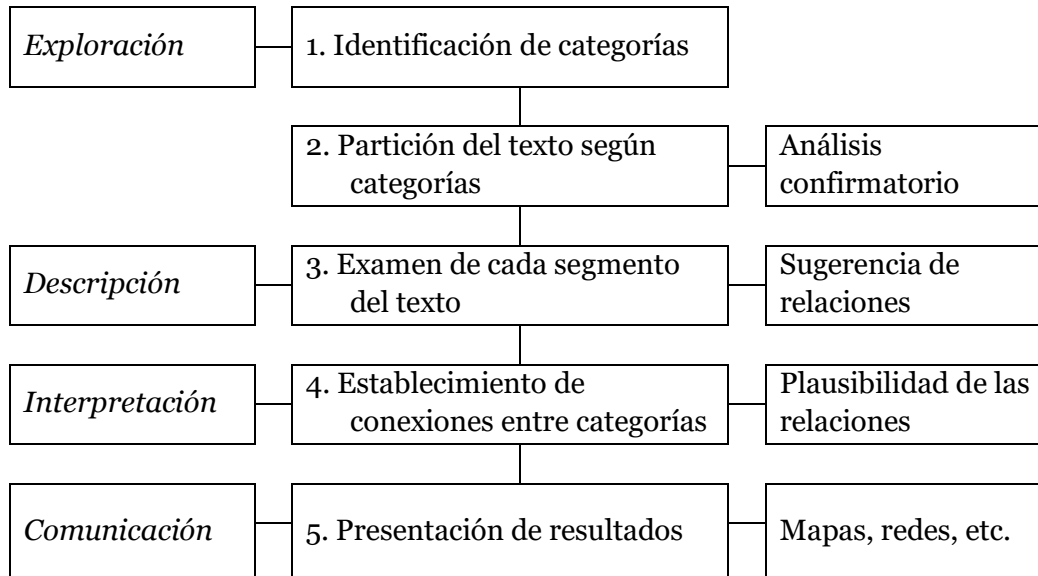 Exploración
1. Identificación de categorías
2. Partición del texto según
categorías
Análisis
confirmatorio
Descripción
3. Examen de cada segmento
del texto
Sugerencia de
relaciones
Interpretación
4. Establecimiento de
conexiones entre categorías
Plausibilidad de las
relaciones
Comunicación
5. Presentación de resultados
Mapas, redes, etc.